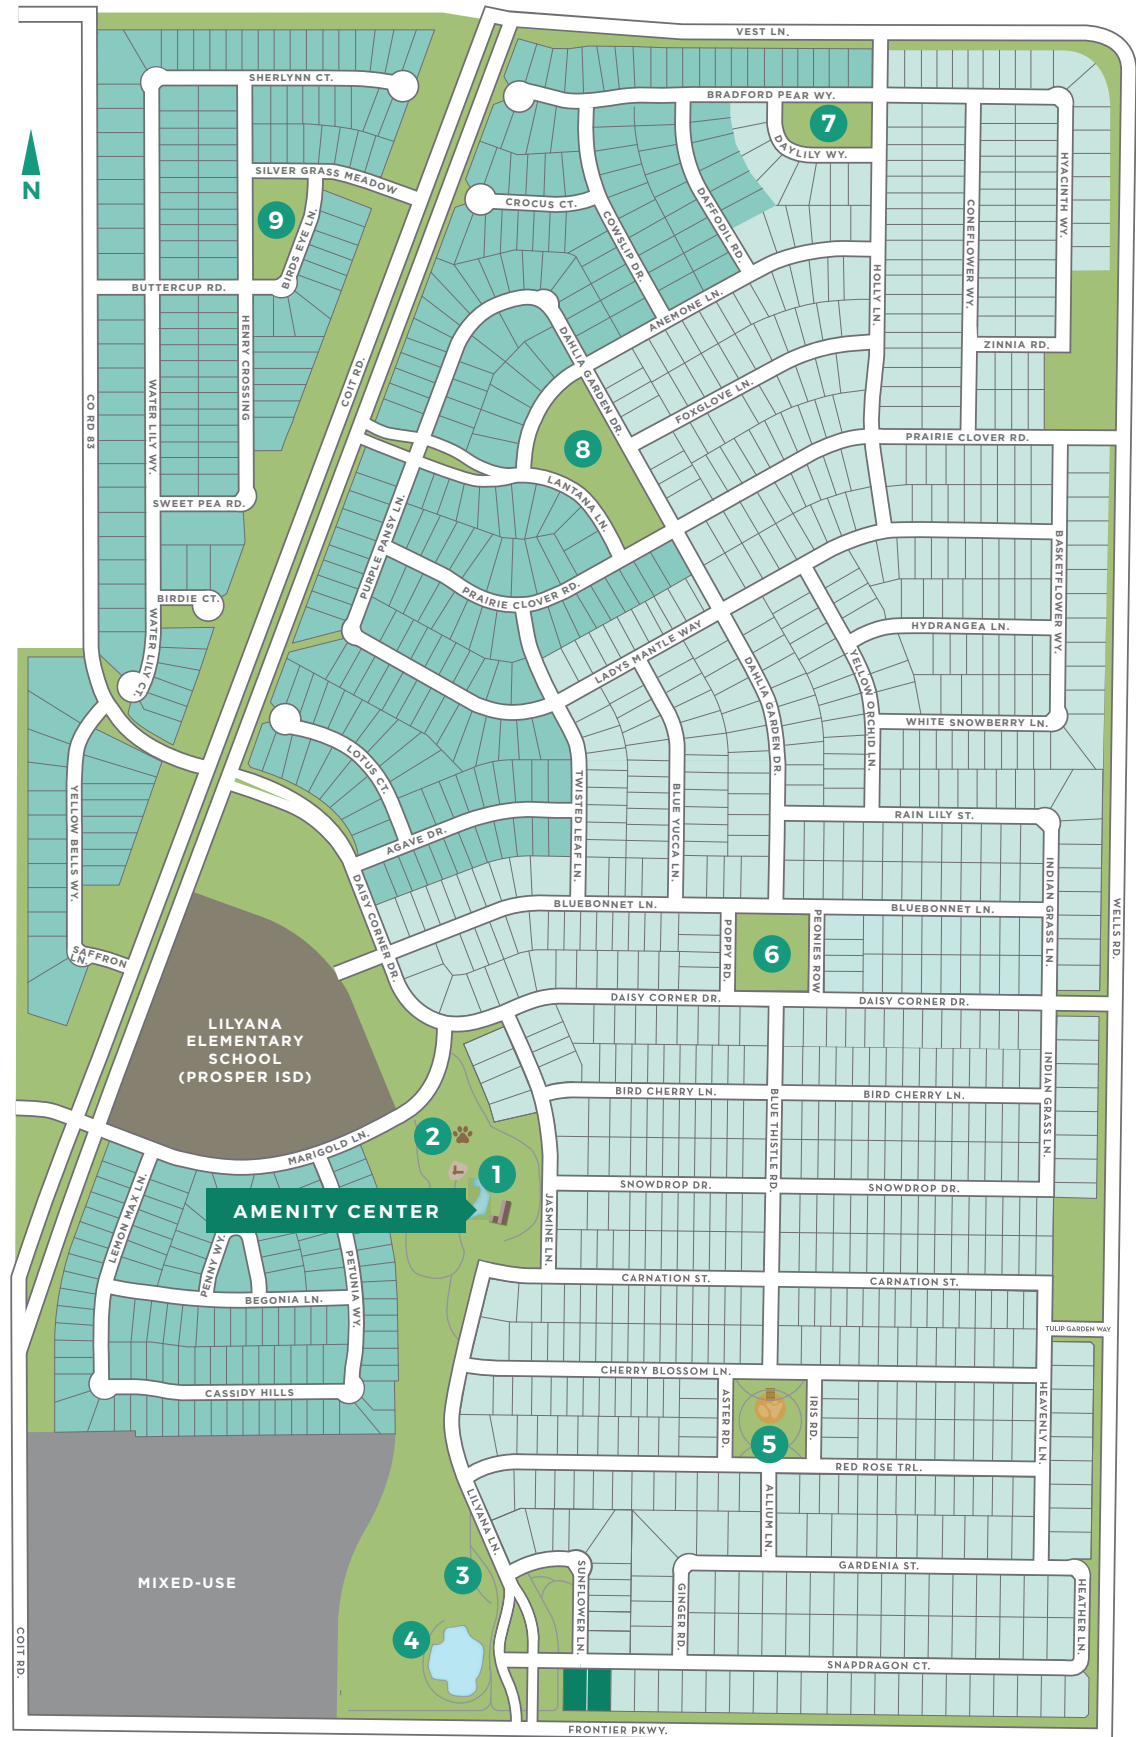 VEST LN.
SHERLYNN CT.
BRADFORD PEAR WY.
7
DAYLILY WY.
N
SILVER GRASS MEADOW
HYACINTH WY.
CROCUS CT.
DAFFODIL RD.
CONEFLOWER WY.
9
BIRDS EYE LN.
COWSLIP DR.
BUTTERCUP RD.
ANEMONE LN.
HOLLY LN.
ZINNIA RD.
HENRY CROSSING
DAHLIA GARDEN DR.
COIT RD.
FOXGLOVE LN.
CO RD 83
WATER LILY WY.
PRAIRIE CLOVER RD.
8
LANTANA LN.
SWEET PEA RD.
PURPLE PANSY LN.
BASKETFLOWER WY.
PRAIRIE CLOVER RD.
BIRDIE CT.
HYDRANGEA LN.
WATER LILY CT.
LADYS MANTLE WAY
DAHLIA GARDEN DR.
YELLOW ORCHID LN.
WHITE SNOWBERRY LN.
LOTUS CT.
TWISTED LEAF LN.
BLUE YUCCA LN.
YELLOW BELLS WY.
RAIN LILY ST.
AGAVE DR.
DAISY CORNER DR.
INDIAN GRASS LN.
BLUEBONNET LN.
BLUEBONNET LN.
WELLS RD.
POPPY RD.
6
PEONIES ROW
SAFFRON
LN.
DAISY CORNER DR.
DAISY CORNER DR.
LILYANA
ELEMENTARY
SCHOOL
(PROSPER ISD)
INDIAN GRASS LN.
BIRD CHERRY LN.
BLUE THISTLE RD.
BIRD CHERRY LN.
2
MARIGOLD LN.
1
SNOWDROP DR.
SNOWDROP DR.
LEMON MAX LN.
AMENITY CENTER
JASMINE LN.
PENNY WY.
PETUNIA WY.
CARNATION ST.
CARNATION ST.
BEGONIA LN.
TULIP GARDEN WAY
CHERRY BLOSSOM LN.
CASSIDY HILLS
ASTER RD.
IRIS RD.
HEAVENLY LN.
5
RED ROSE TRL.
LILYANA LN.
ALLIUM LN.
GARDENIA ST.
MIXED-USE
3
SUNFLOWER LN.
GINGER RD.
HEATHER LN.
4
COIT RD.
SNAPDRAGON CT.
FRONTIER PKWY.